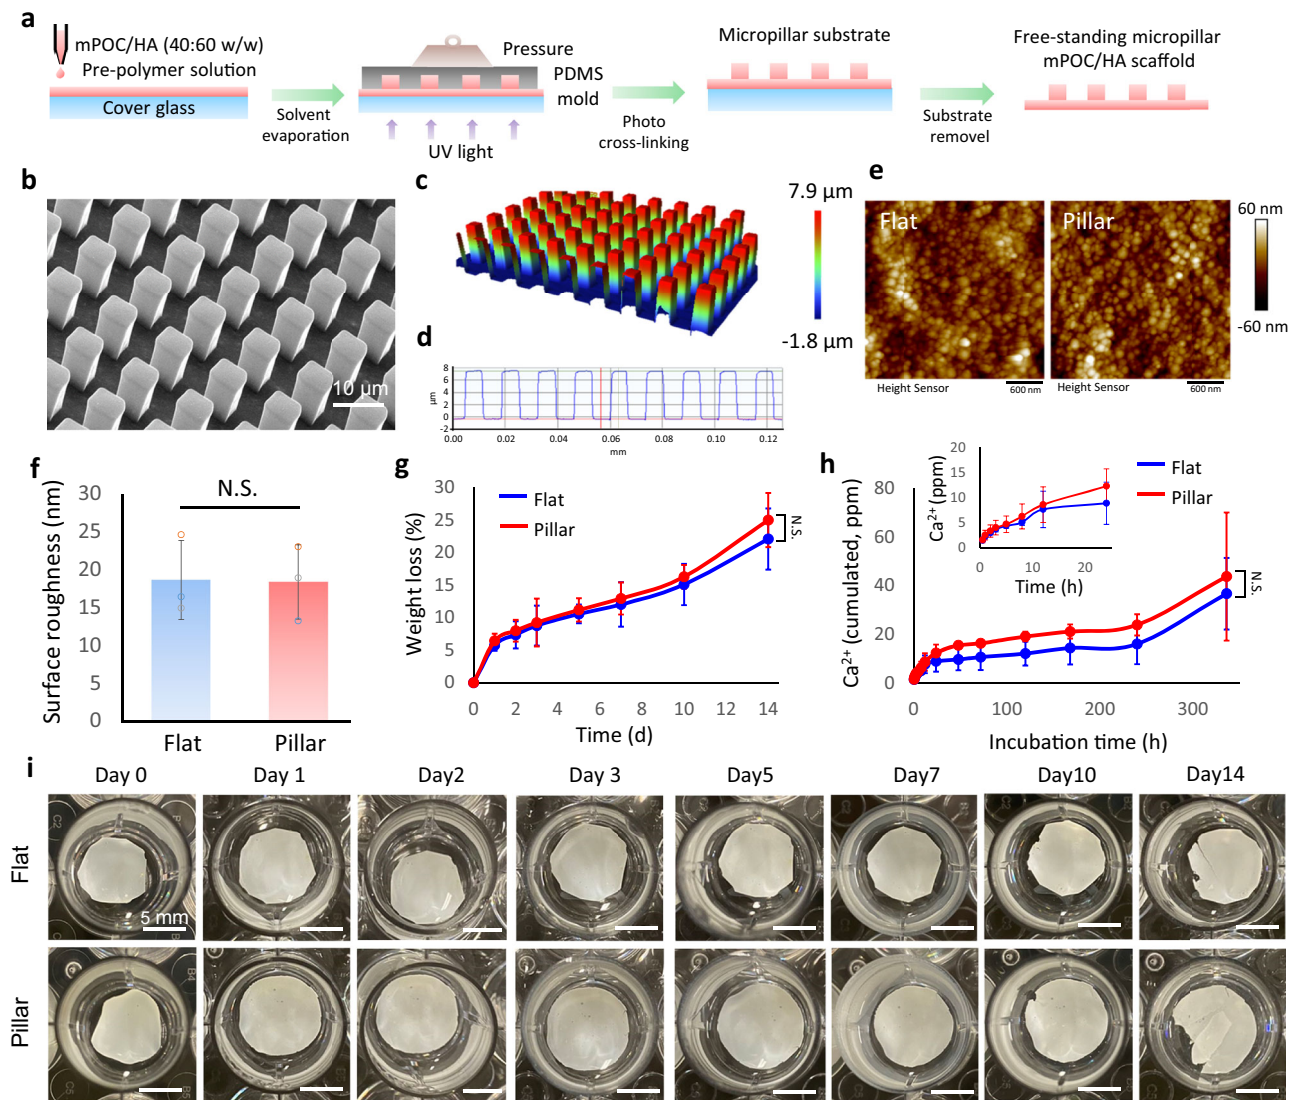 a
mPOC/HA (40:60 w/w)
Pre-polymer solution
Cover glass
Solvent
evaporation
Pressure
PDMS
mold
UV light
Photo
cross-linking
Micropillar substrate
Substrate
removel
Free-standing micropillar
mPOC/HA scaffold
b
10 µm
c
7.9 µm
-1.8 µm
d
8
6
4
2
0
-2
µm
0.00 0.02 0.04 0.06 0.08 0.10 0.12
mm
e
Flat
Pillar
60 nm
-60 nm
Height Sensor
600 nm
Height Sensor
600 nm
f
Surface roughness (nm)
30
25
20
15
10
5
0
N.S.
Flat Pillar
g
Weight loss (%)
30
25
20
15
10
5
0
Flat
Pillar
N.S.
0 2 4 6 8 10 12 14
Time (d)
h
Ca2+ (cumulated, ppm)
80
60
40
20
0
Ca2+ (ppm)
20
15
10
5
0
0 10 20
Time (h)
Flat
Pillar
N.S.
0 100 200 300
Incubation time (h)
i
Day 0 Day 1 Day2 Day 3 Day5 Day7 Day10 Day14
Flat
5 mm
Pillar